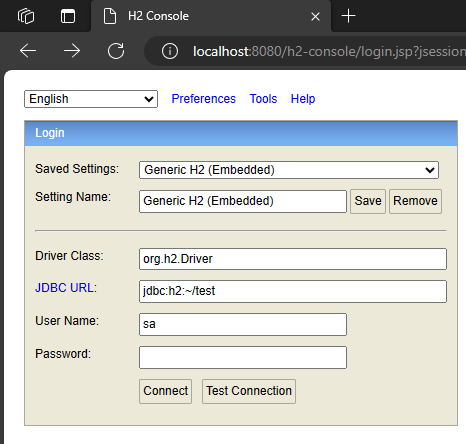 H2 Console
localhost:8080/h2-console/login.jsp?jsession
English Preferences Tools Help
Login
Saved Settings: Generic H2 (Embedded)
Setting Name: Generic H2 (Embedded) Save Remove
Driver Class: org.h2.Driver
JDBC URL: jdbc:h2:~/test
User Name: sa
Password:
Connect Test Connection